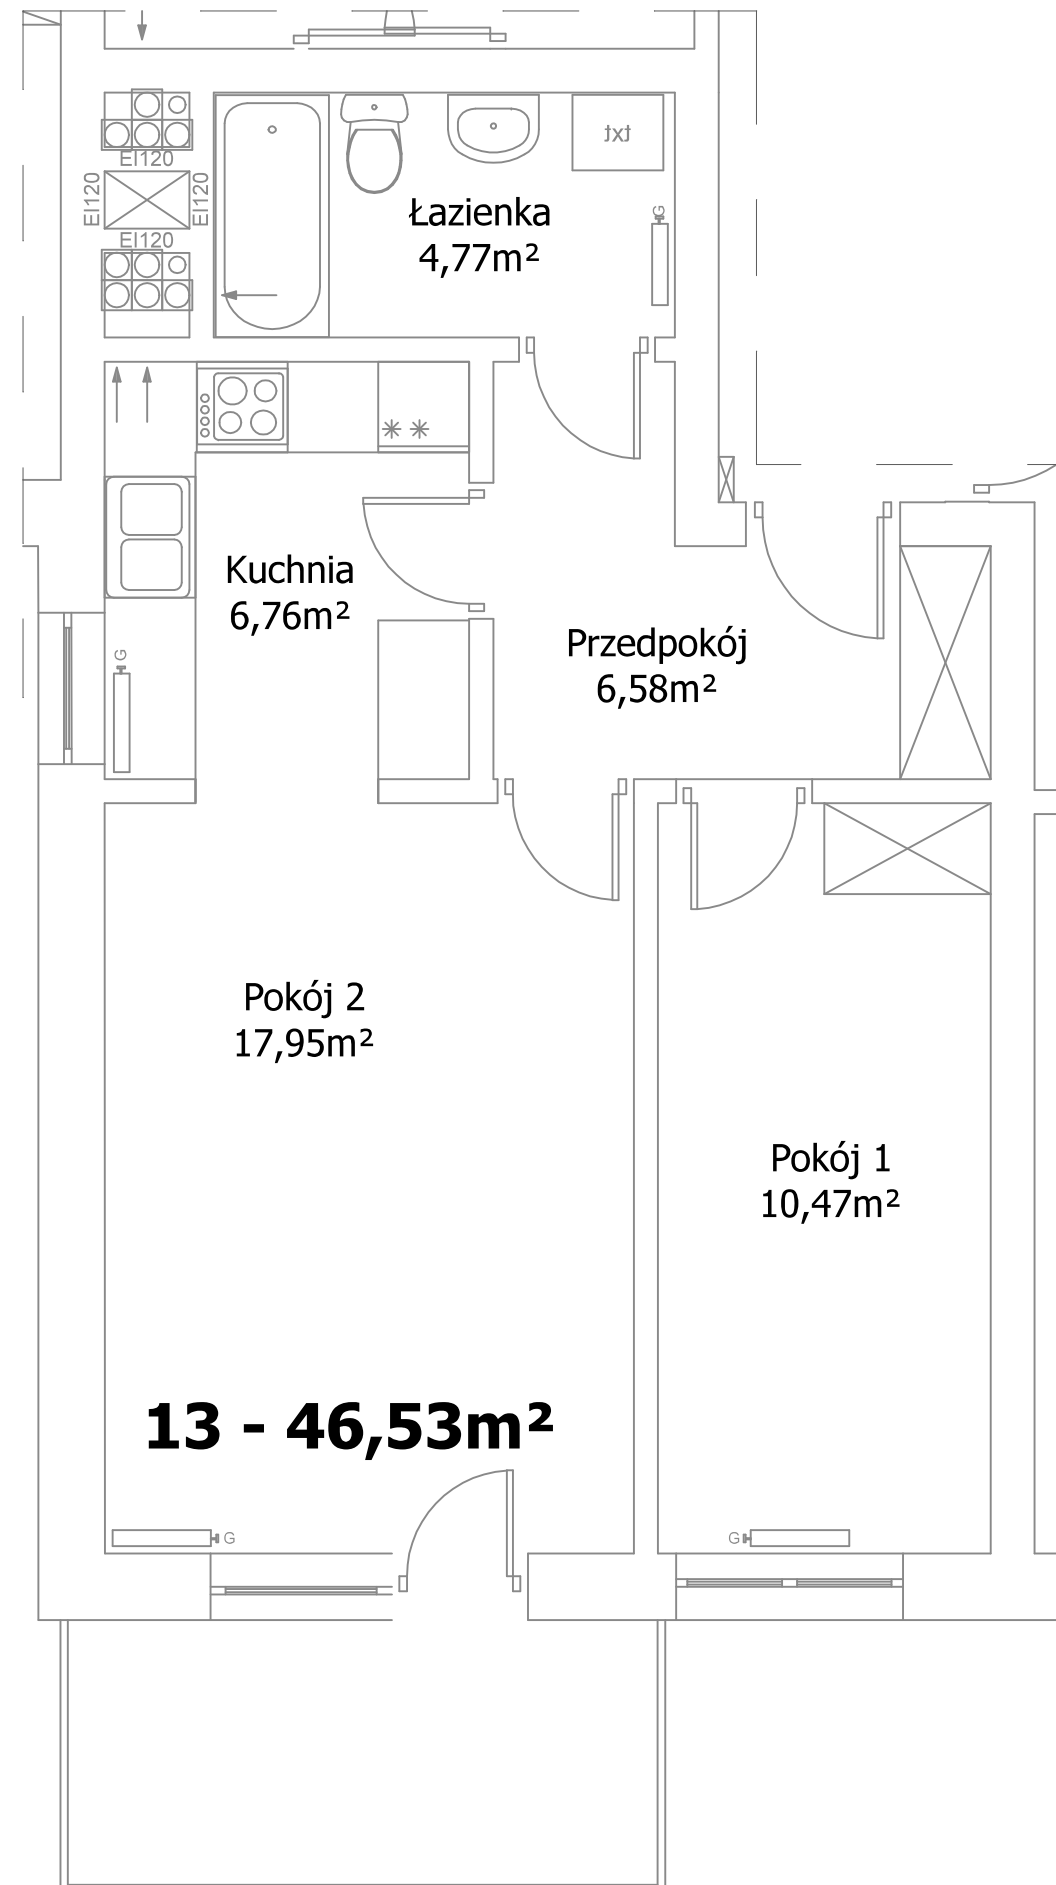 EI120
EI120
EI120
EI120
txt
Łazienka
4,77m²
G
Kuchnia
6,76m²
G
Przedpokój
6,58m²
Pokój 2
17,95m²
Pokój 1
10,47m²
13 - 46,53m²
G
G